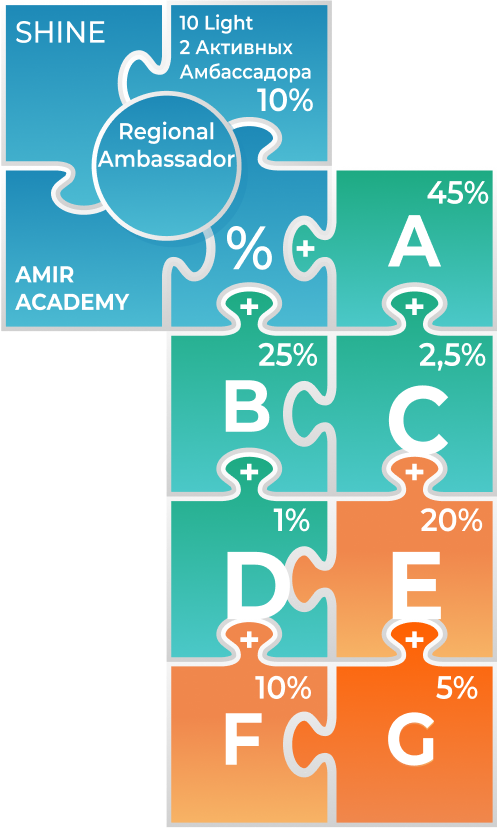 SHINE
10 Light
2 Активных
Амбассадора
10%
Regional
Ambassador
AMIR
ACADEMY
%
+
45%
A
+
+
25%
B
2,5%
C
+
+
1%
D
20%
E
+
+
10%
F
5%
G